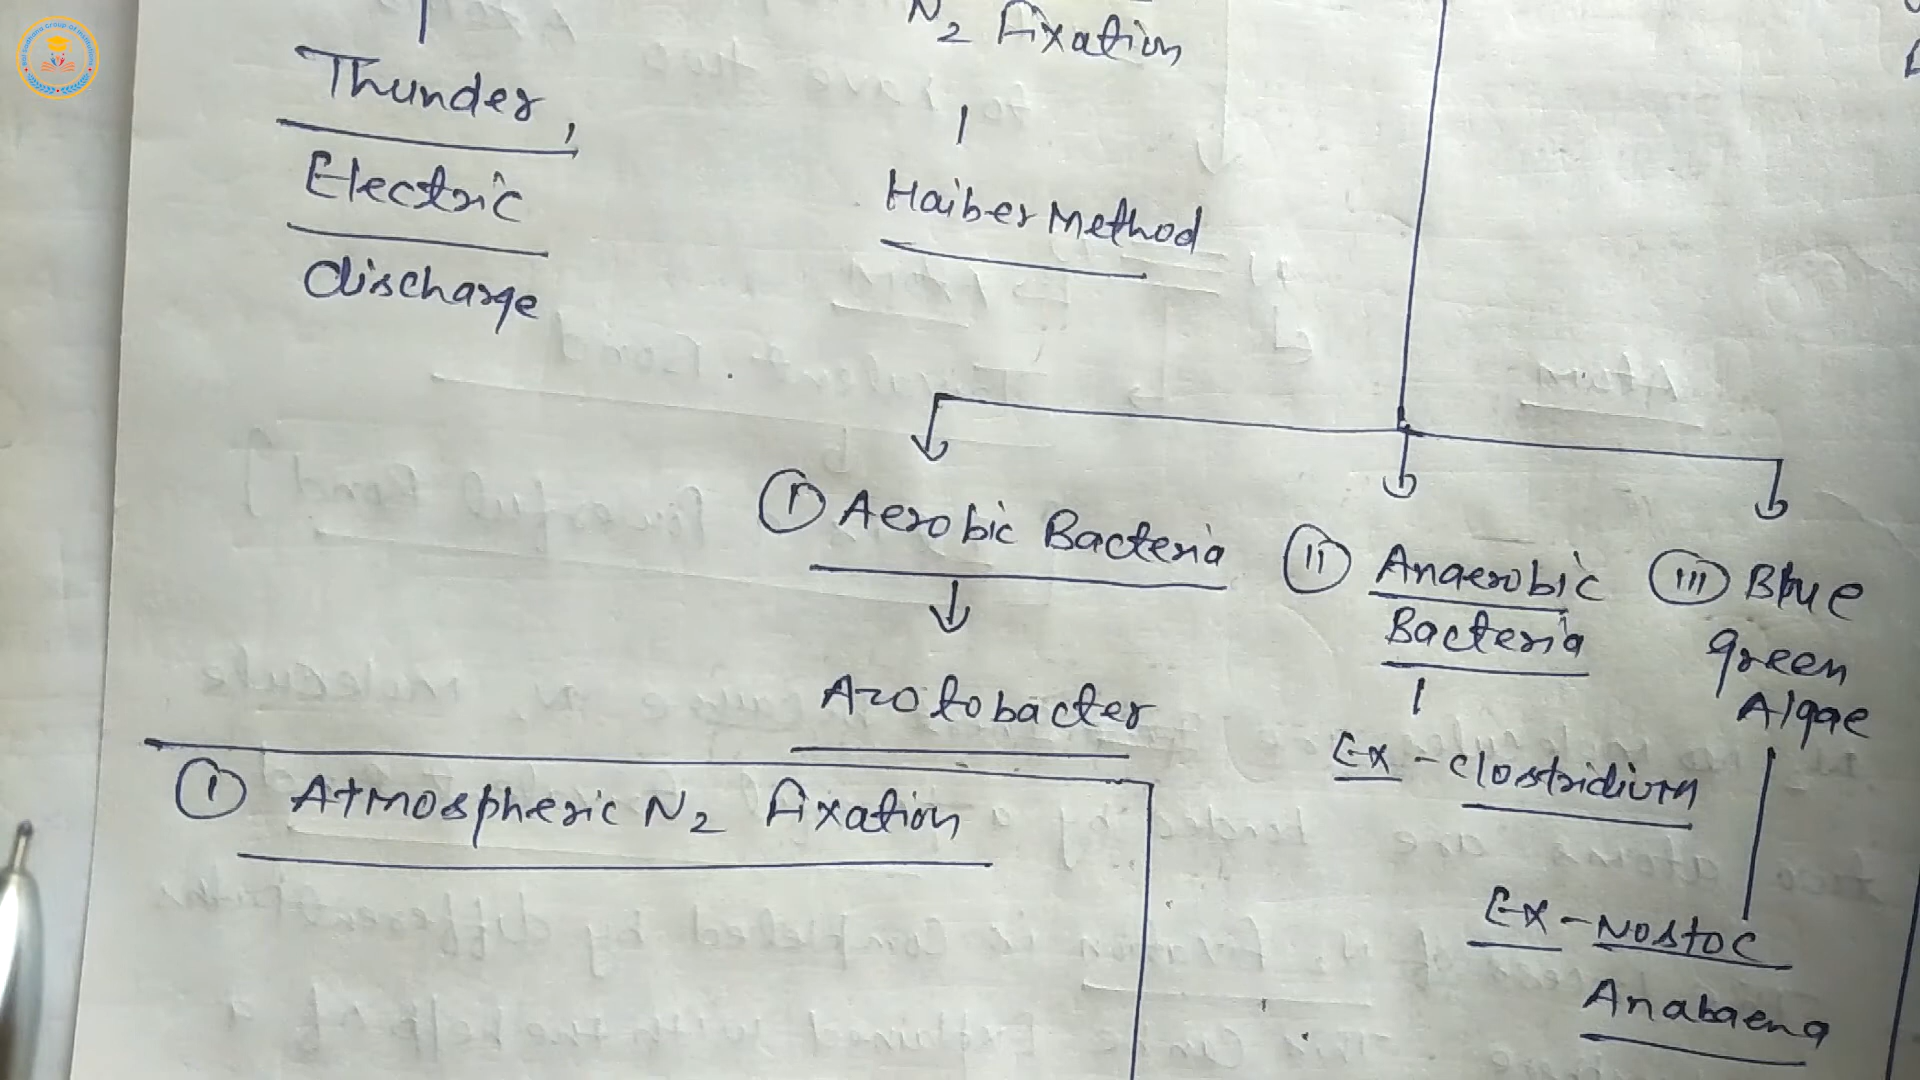 N2 Fixation
Thunder,
Electric
discharge
Haiber Method
I Aerobic Bacteria
Azotobacter
II Anaerobic
Bacteria
Ex - Clostridium
III Blue
green
Algae
Ex - Nostoc
Anabaena
I Atmospheric N2 Fixation